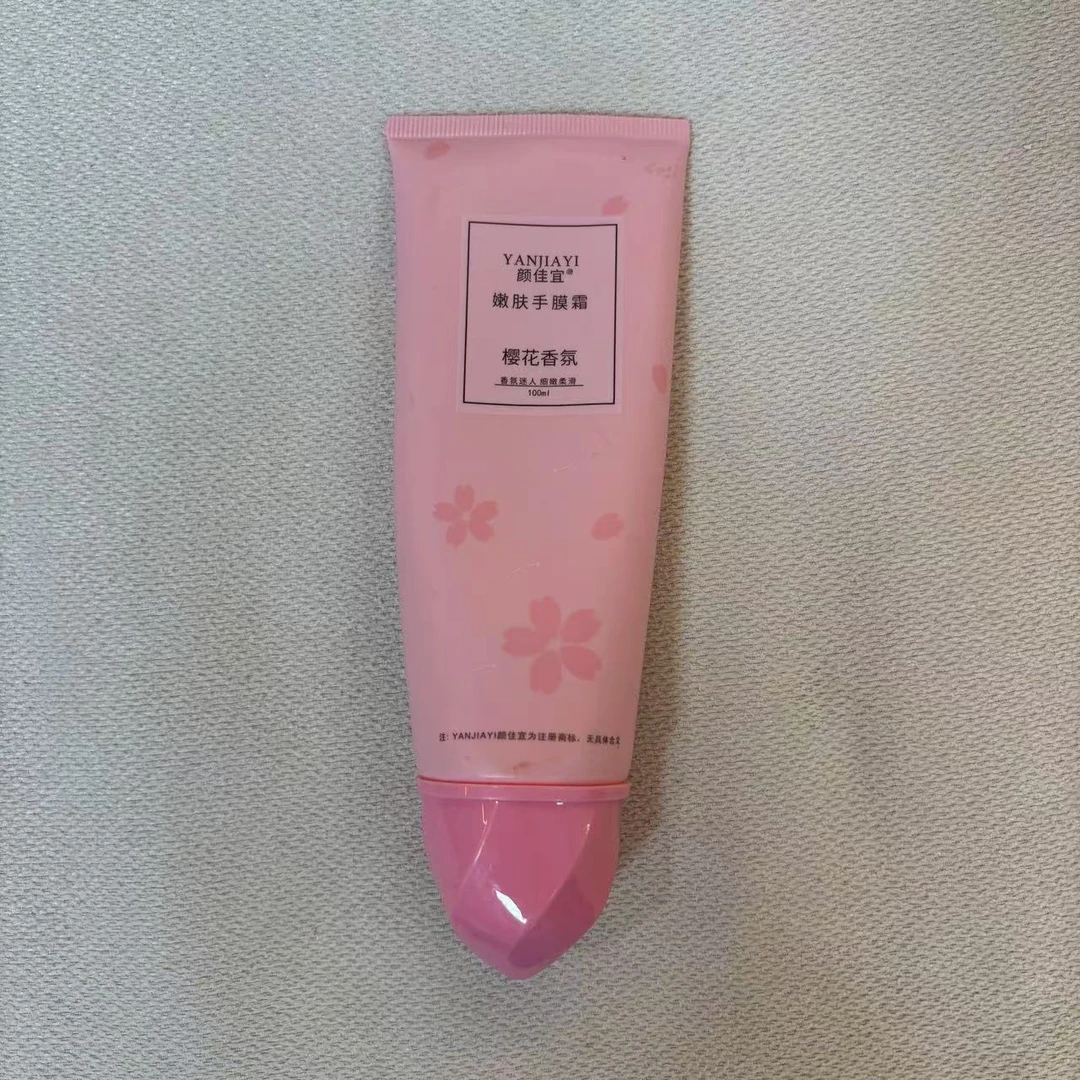 YANJIAYI
颜佳宜®
嫩肤手膜霜
樱花香氛
香氛迷人 细嫩柔滑
100ml
注: YANJIAYI颜佳宜为注册商标，无具体含义